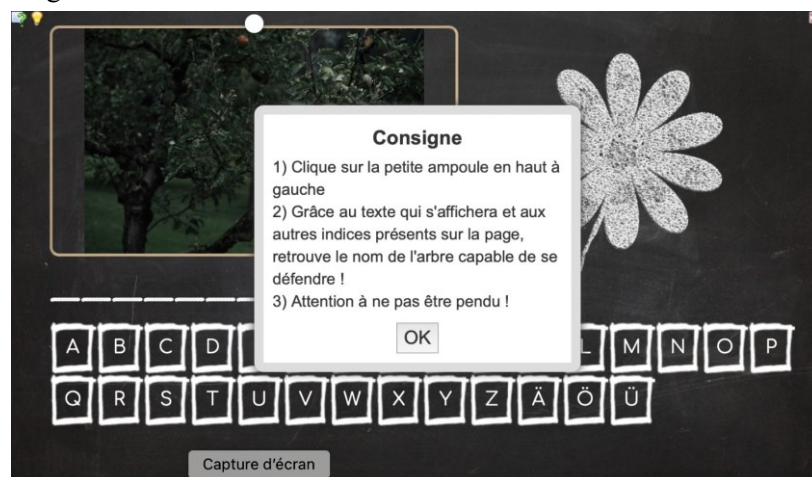 Consigne
1) Clique sur la petite ampoule en haut à
gauche
2) Grâce au texte qui s'affichera et aux
autres indices présents sur la page,
retrouve le nom de l'arbre capable de se
défendre !
3) Attention à ne pas être pendu !
OK
A B C D L M N O P
Q R S T U V W X Y Z Ä Ö Ü
Capture d'écran